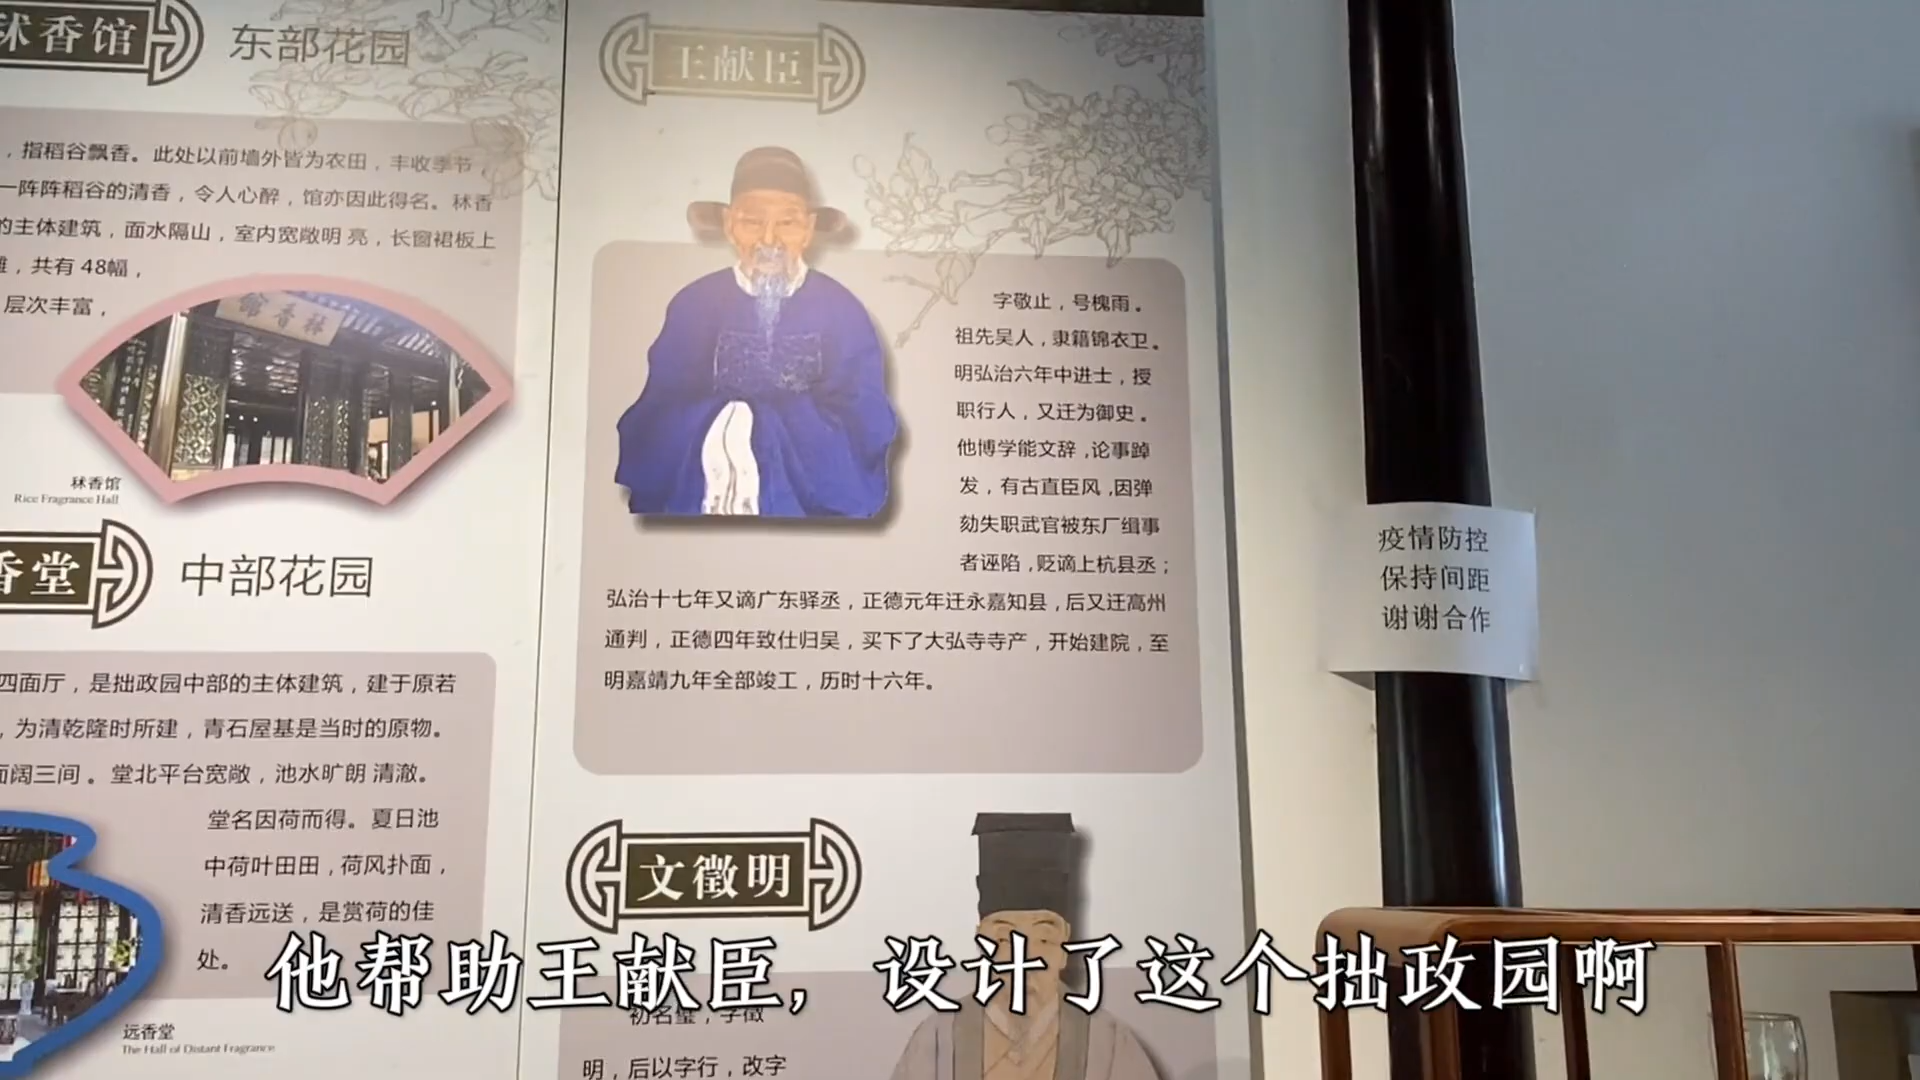 秫香馆
东部花园
，指稻谷飘香。此处以前墙外皆为农田，丰收季节，
一阵阵稻谷的清香，令人心醉，馆亦因此得名。秫香
的主体建筑，面水隔山，室内宽敞明 亮，长窗裙板上
，共有 48幅，
层次丰富，
秫香馆
Rice Fragrance Hall
香堂
中部花园
四面厅，是拙政园中部的主体建筑，建于原若
，为清乾隆时所建，青石屋基是当时的原物。
面阔三间 。堂北平台宽敞，池水旷朗 清澈。
堂名因荷而得。夏日池
中荷叶田田，荷风扑面，
清香远送，是赏荷的佳
处。
远香堂
The Hall of Distant Fragrance
王献臣
字敬止，号槐雨 。
祖先吴人，隶籍锦衣卫 。
明弘治六年中进士，授
职行人，又迁为御史 。
他博学能文辞 ,论事踔
发，有古直臣风 ,因弹
劾失职武官被东厂缉事
者诬陷 , 贬谪上杭县丞；
弘治十七年又谪广东驿丞，正德元年迁永嘉知县 , 后又迁高州
通判，正德四年致仕归吴，买下了大弘寺寺产，开始建院，至
明嘉靖九年全部竣工，历时十六年。
文徵明
初名璧，字徵
明，后以字行，改字
疫情防控
保持间距
谢谢合作
他帮助王献臣, 设计了这个拙政园啊